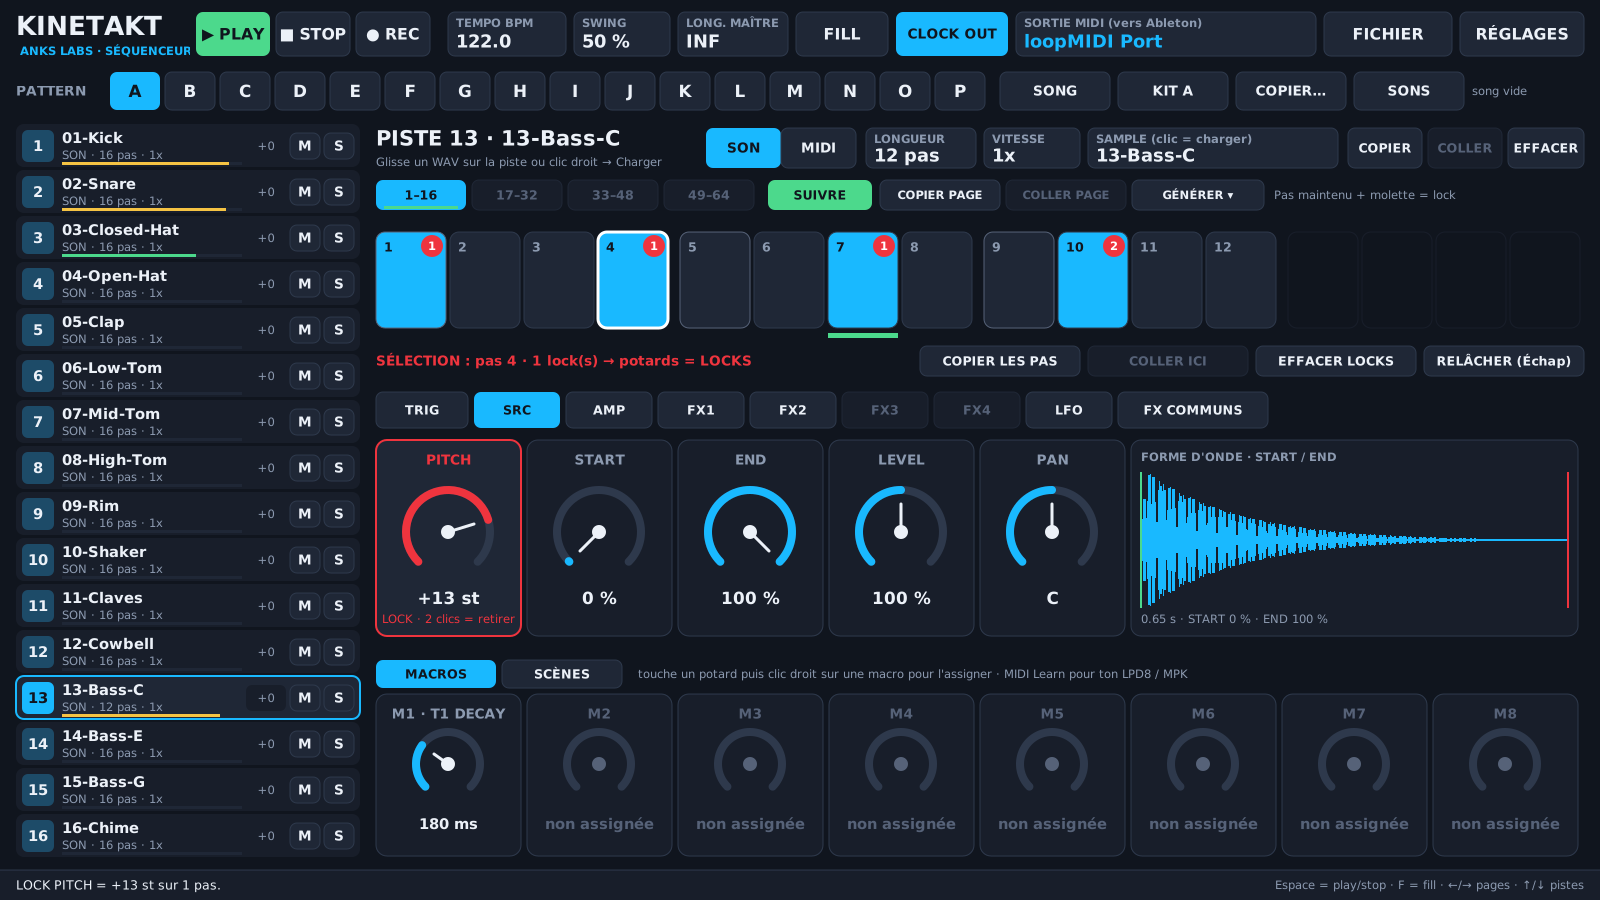 KINETAKT
ANKS LABS · SÉQUENCEUR
▶ PLAY
■ STOP
● REC
TEMPO BPM
122.0
SWING
50 %
LONG. MAÎTRE
INF
FILL
CLOCK OUT
SORTIE MIDI (vers Ableton)
loopMIDI Port
FICHIER
RÉGLAGES
PATTERN
A
B
C
D
E
F
G
H
I
J
K
L
M
N
O
P
SONG
KIT A
COPIER...
SONS
song vide
1
01-Kick
SON · 16 pas · 1x
+0
M
S
2
02-Snare
SON · 16 pas · 1x
+0
M
S
3
03-Closed-Hat
SON · 16 pas · 1x
+0
M
S
4
04-Open-Hat
SON · 16 pas · 1x
+0
M
S
5
05-Clap
SON · 16 pas · 1x
+0
M
S
6
06-Low-Tom
SON · 16 pas · 1x
+0
M
S
7
07-Mid-Tom
SON · 16 pas · 1x
+0
M
S
8
08-High-Tom
SON · 16 pas · 1x
+0
M
S
9
09-Rim
SON · 16 pas · 1x
+0
M
S
10
10-Shaker
SON · 16 pas · 1x
+0
M
S
11
11-Claves
SON · 16 pas · 1x
+0
M
S
12
12-Cowbell
SON · 16 pas · 1x
+0
M
S
13
13-Bass-C
SON · 12 pas · 1x
+0
M
S
14
14-Bass-E
SON · 16 pas · 1x
+0
M
S
15
15-Bass-G
SON · 16 pas · 1x
+0
M
S
16
16-Chime
SON · 16 pas · 1x
+0
M
S
PISTE 13 · 13-Bass-C
Glisse un WAV sur la piste ou clic droit → Charger
SON
MIDI
LONGUEUR
12 pas
VITESSE
1x
SAMPLE (clic = charger)
13-Bass-C
COPIER
COLLER
EFFACER
1–16
17–32
33–48
49–64
SUIVRE
COPIER PAGE
COLLER PAGE
GÉNÉRER ▾
Pas maintenu + molette = lock
1
1
2
3
4
1
5
6
7
1
8
9
10
2
11
12
SÉLECTION : pas 4 · 1 lock(s) → potards = LOCKS
COPIER LES PAS
COLLER ICI
EFFACER LOCKS
RELÂCHER (Échap)
TRIG
SRC
AMP
FX1
FX2
FX3
FX4
LFO
FX COMMUNS
PITCH
+13 st
LOCK · 2 clics = retirer
START
0 %
END
100 %
LEVEL
100 %
PAN
C
FORME D'ONDE · START / END
0.65 s · START 0 % · END 100 %
MACROS
SCÈNES
touche un potard puis clic droit sur une macro pour l'assigner · MIDI Learn pour ton LPD8 / MPK
M1 · T1 DECAY
180 ms
M2
non assignée
M3
non assignée
M4
non assignée
M5
non assignée
M6
non assignée
M7
non assignée
M8
non assignée
LOCK PITCH = +13 st sur 1 pas.
Espace = play/stop · F = fill · ←/→ pages · ↑/↓ pistes